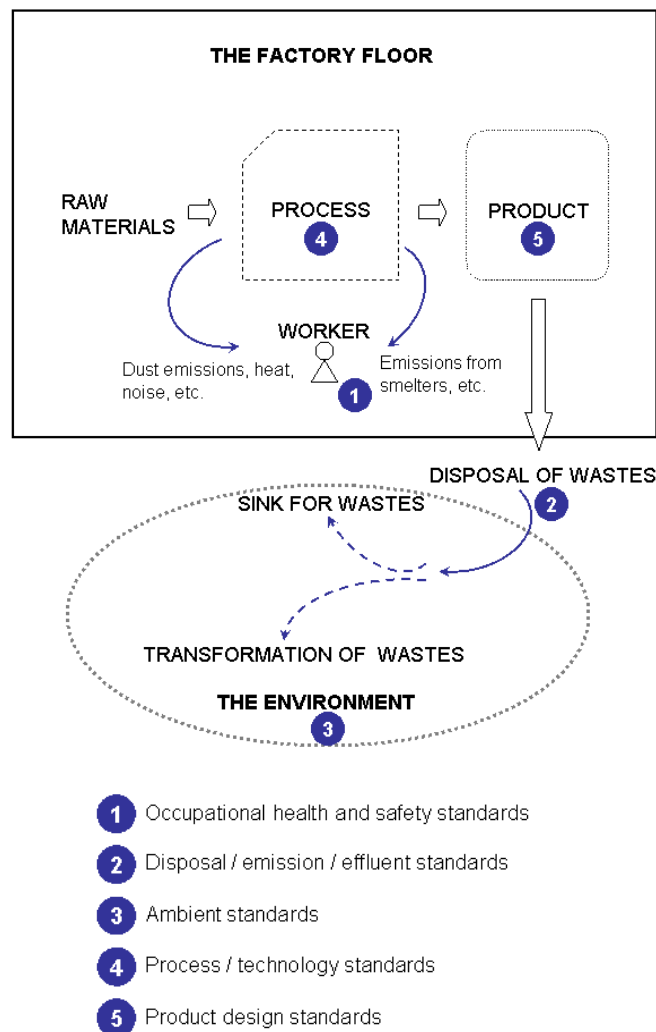 THE FACTORY FLOOR
RAW
MATERIALS
PROCESS
4
PRODUCT
5
WORKER
Dust emissions, heat,
noise, etc.
1
Emissions from
smelters, etc.
DISPOSAL OF WASTES
2
SINK FOR WASTES
TRANSFORMATION OF WASTES
THE ENVIRONMENT
3
1 Occupational health and safety standards
2 Disposal / emission / effluent standards
3 Ambient standards
4 Process / technology standards
5 Product design standards